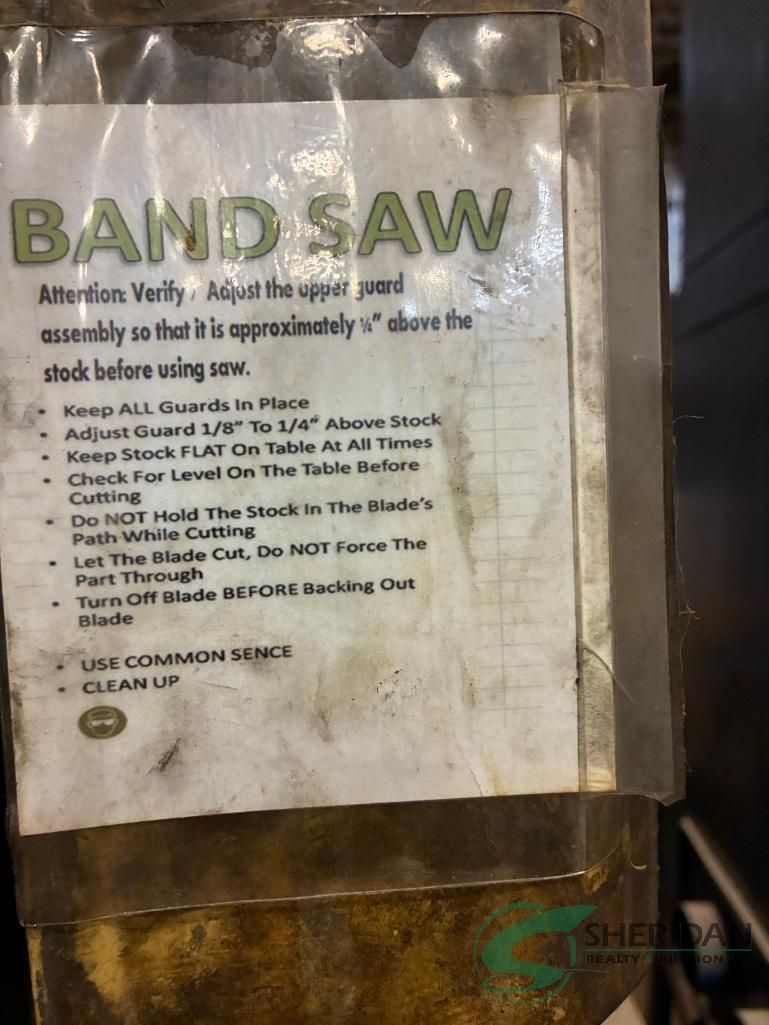 BAND SAW
Attention: Verify / Adjust the upper guard
assembly so that it is approximately ¼” above the
stock before using saw.
• Keep ALL Guards In Place
• Adjust Guard 1/8” To 1/4” Above Stock
• Keep Stock FLAT On Table At All Times
• Check For Level On The Table Before
Cutting
• Do NOT Hold The Stock In The Blade’s
Path While Cutting
• Let The Blade Cut, Do NOT Force The
Part Through
• Turn Off Blade BEFORE Backing Out
Blade
• USE COMMON SENCE
• CLEAN UP
SHERIDAN
REALTY & AUCTION